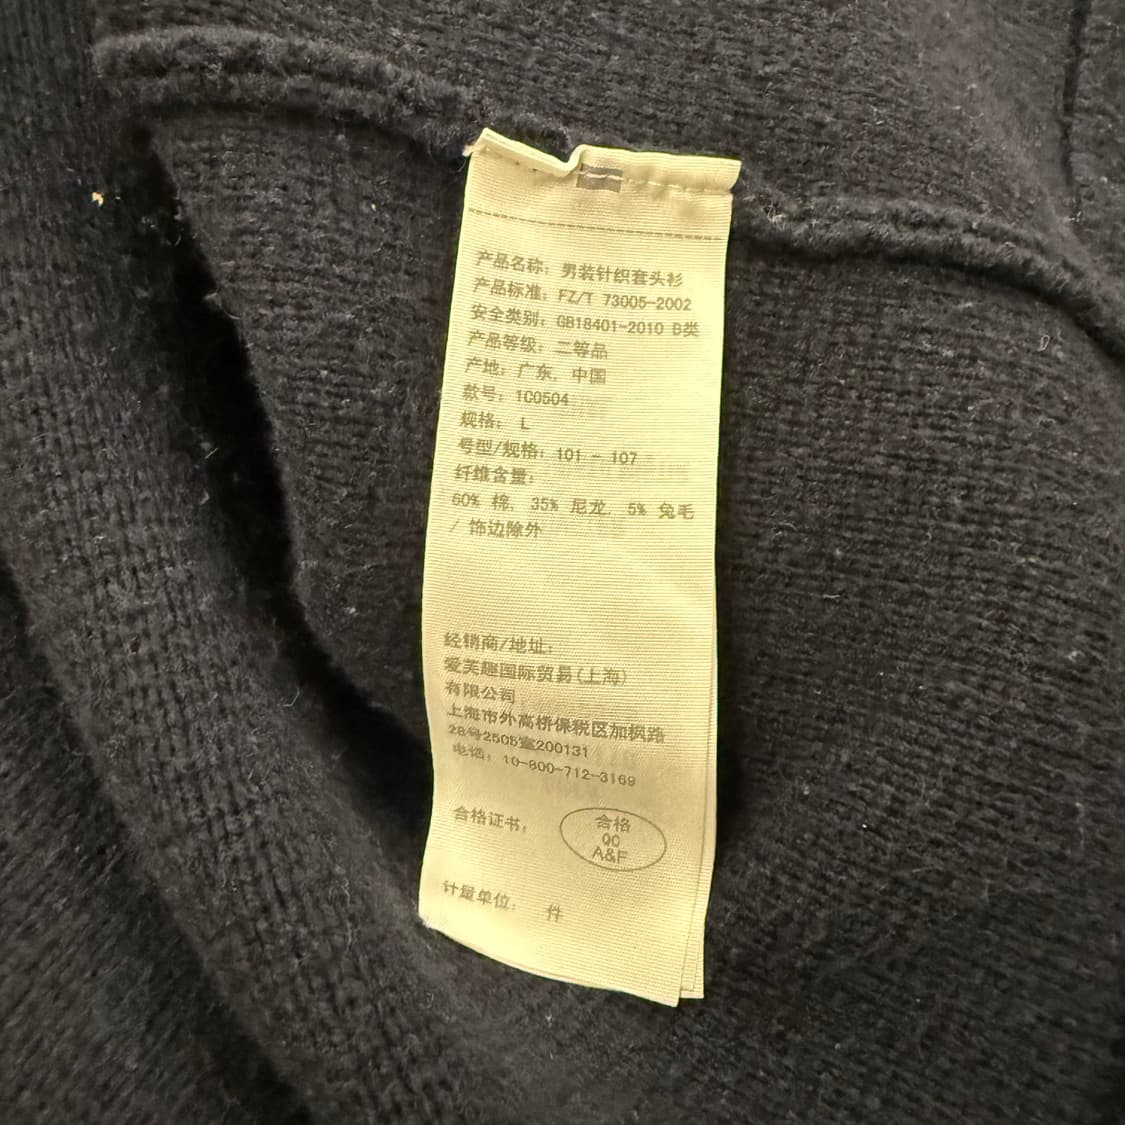 产品名称：男装针织套头衫
产品标准：FZ/T 73005-2002
安全类别：GB18401-2010 B类
产品等级：二等品
产地：广东，中国
款号：1C0504
规格：L
号型/规格：101 - 107
纤维含量：
60% 棉，35% 尼龙，5% 兔毛
/ 饰边除外
经销商/地址：
爱芙趣国际贸易(上海)
有限公司
上海市外高桥保税区加枫路
28号2505室200131
电话：10-800-712-3169
合格证书：
合格
QC
A&F
计量单位：件